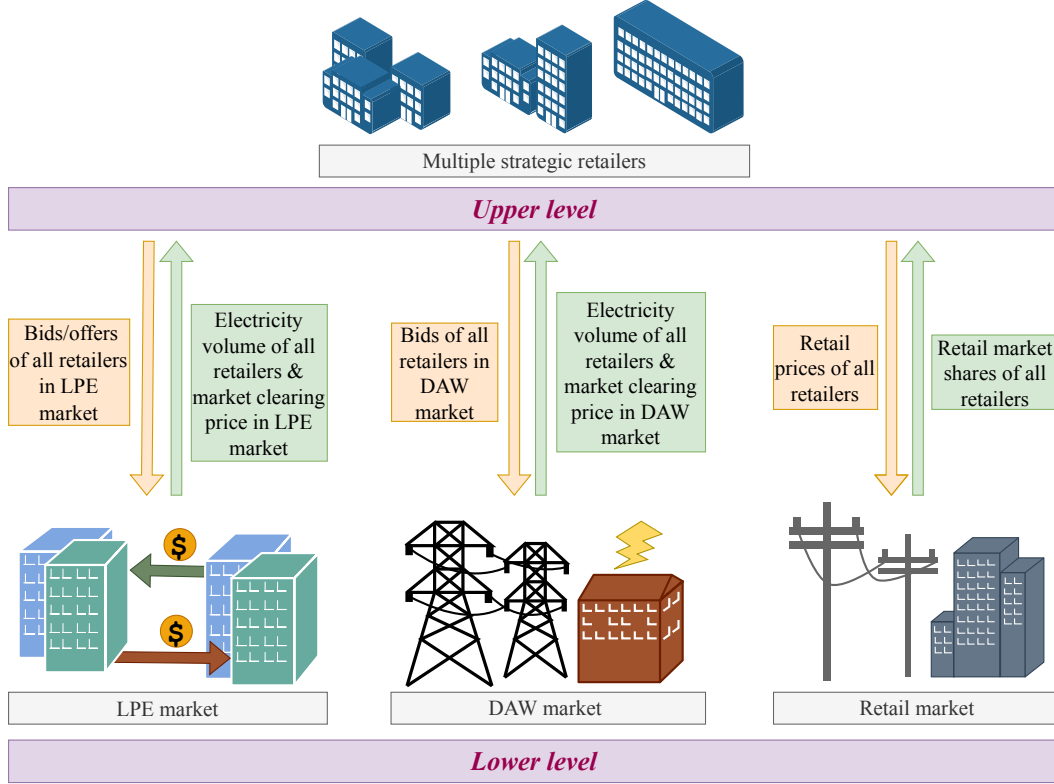 Multiple strategic retailers
Upper level
Bids/offers
of all retailers
in LPE
market
Electricity
volume of all
retailers &
market clearing
price in LPE
market
Bids of all
retailers in
DAW
market
Electricity
volume of all
retailers &
market clearing
price in DAW
market
Retail
prices of all
retailers
Retail market
shares of all
retailers
$
$
LPE market
DAW market
Retail market
Lower level